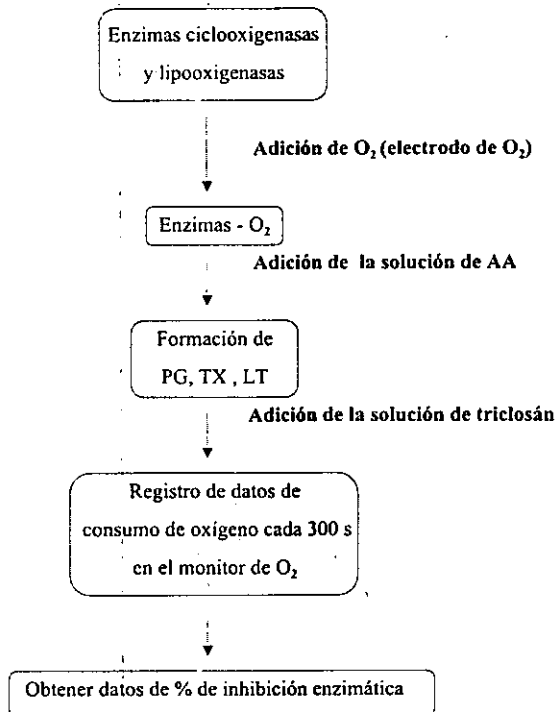 Enzimas ciclooxigenasas
y lipooxigenasas
Adición de O₂ (electrodo de O₂)
Enzimas - O₂
Adición de la solución de AA
Formación de
PG, TX , LT
Adición de la solución de triclosán
Registro de datos de
consumo de oxígeno cada 300 s
en el monitor de O₂
Obtener datos de % de inhibición enzimática